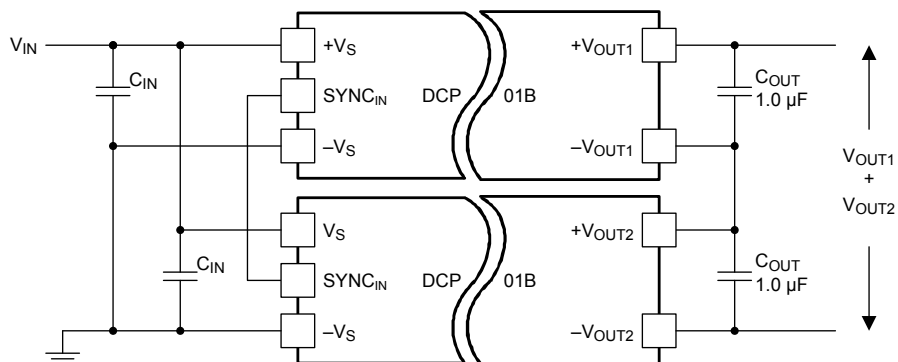 V_IN
C_IN
+V_S
SYNC_IN
–V_S
DCP 01B
+V_OUT1
–V_OUT1
C_OUT
1.0 µF
V_OUT1
+
V_OUT2
C_IN
V_S
SYNC_IN
–V_S
DCP 01B
+V_OUT2
–V_OUT2
C_OUT
1.0 µF